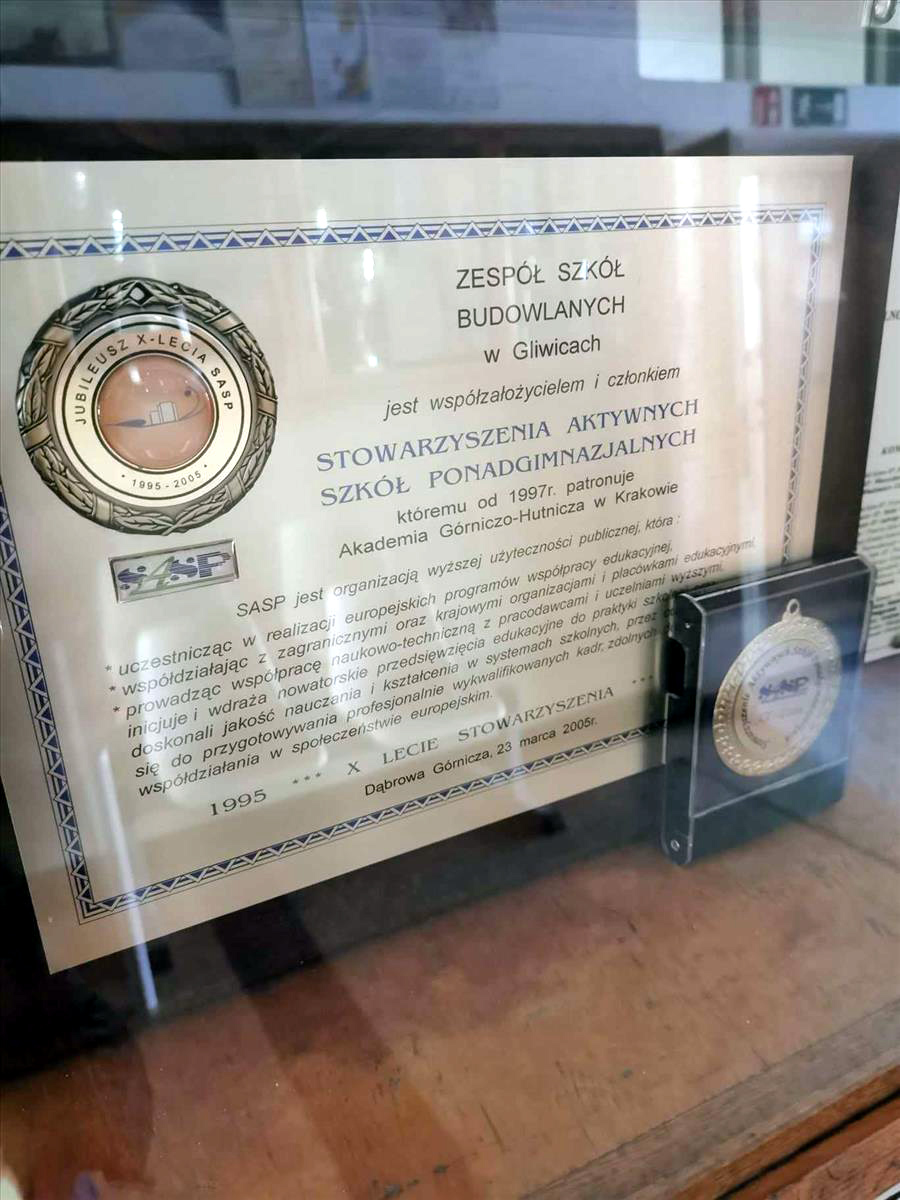 ZESPÓŁ SZKÓŁ
BUDOWLANYCH
w Gliwicach
jest współzałożycielem i członkiem
STOWARZYSZENIA AKTYWNYCH
SZKÓŁ PONADGIMNAZJALNYCH
któremu od 1997r. patronuje
Akademia Górniczo-Hutnicza w Krakowie
JUBILEUSZ X-LECIA SASP
· 1995 - 2005 ·
SASP
SASP jest organizacją wyższej użyteczności publicznej, która :
* uczestnicząc w realizacji europejskich programów współpracy edukacyjnej,
* współdziałając z zagranicznymi oraz krajowymi organizacjami i placówkami edukacyjnymi,
* prowadząc współpracę naukowo-techniczną z pracodawcami i uczelniami wyższymi,
inicjuje i wdraża nowatorskie przedsięwzięcia edukacyjne do praktyki
doskonali jakość nauczania i kształcenia w systemach szkolnych, przez
się do przygotowywania profesjonalnie wykwalifikowanych kadr, zdolnych
współdziałania w społeczeństwie europejskim.
1995 *** X LECIE STOWARZYSZENIA ***
Dąbrowa Górnicza, 23 marca 2005r.
SASP